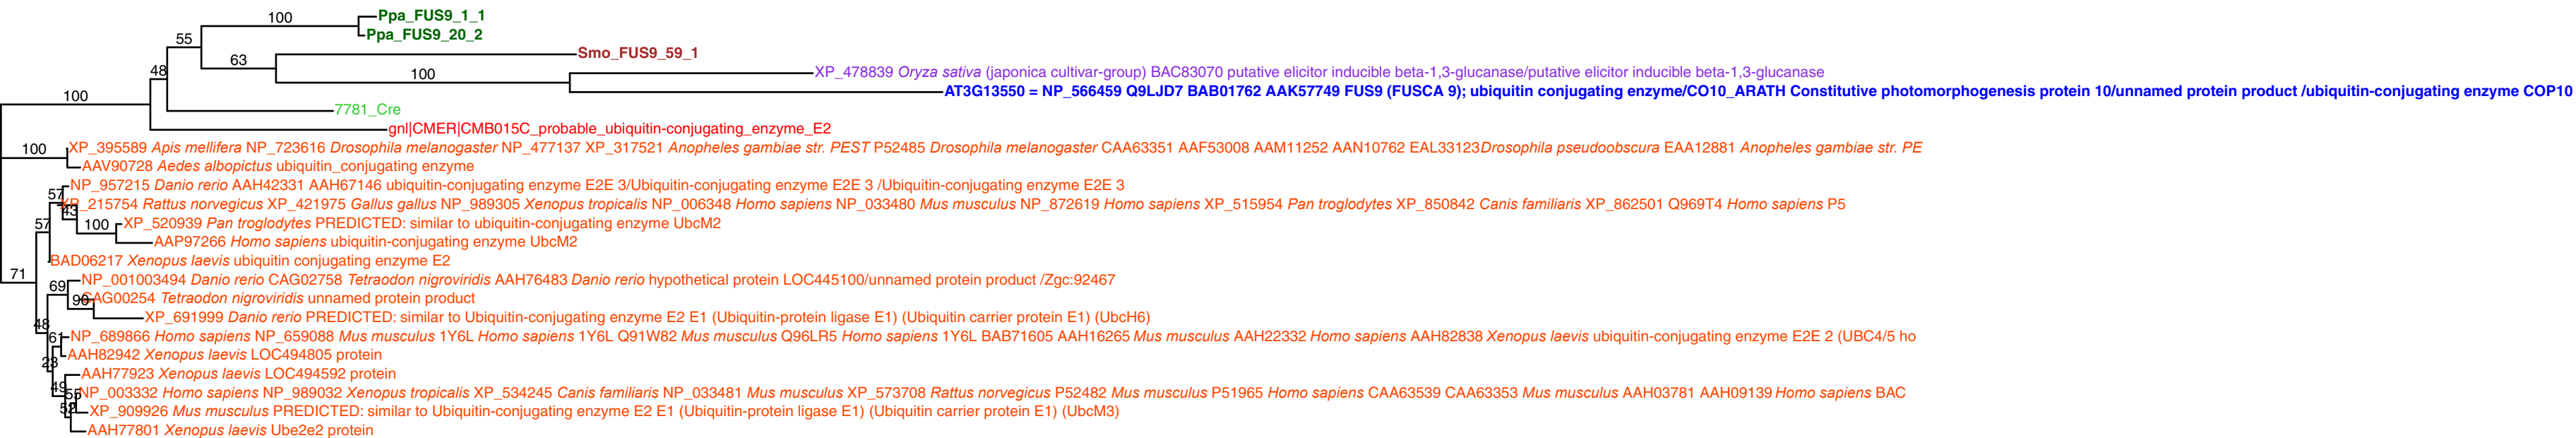 100 Ppa_FUS9_1_1
Ppa_FUS9_20_2
55
Smo_FUS9_59_1
63
48
XP_478839 Oryza sativa (japonica cultivar-group) BAC83070 putative elicitor inducible beta-1,3-glucanase/putative elicitor inducible beta-1,3-glucanase
100
AT3G13550 = NP_566459 Q9LJD7 BAB01762 AAK57749 FUS9 (FUSCA 9); ubiquitin conjugating enzyme/CO10_ARATH Constitutive photomorphogenesis protein 10/unnamed protein product /ubiquitin-conjugating enzyme COP10
100
7781_Cre
gnl|CMER|CMB015C_probable_ubiquitin-conjugating_enzyme_E2
100 XP_395589 Apis mellifera NP_723616 Drosophila melanogaster NP_477137 XP_317521 Anopheles gambiae str. PEST P52485 Drosophila melanogaster CAA63351 AAF53008 AAM11252 AAN10762 EAL33123Drosophila pseudoobscura EAA12881 Anopheles gambiae str. PE
AAV90728 Aedes albopictus ubiquitin_conjugating enzyme
57 NP_957215 Danio rerio AAH42331 AAH67146 ubiquitin-conjugating enzyme E2E 3/Ubiquitin-conjugating enzyme E2E 3 /Ubiquitin-conjugating enzyme E2E 3
43 XP_215754 Rattus norvegicus XP_421975 Gallus gallus NP_989305 Xenopus tropicalis NP_006348 Homo sapiens NP_033480 Mus musculus NP_872619 Homo sapiens XP_515954 Pan troglodytes XP_850842 Canis familiaris XP_862501 Q969T4 Homo sapiens P5
57 100 XP_520939 Pan troglodytes PREDICTED: similar to ubiquitin-conjugating enzyme UbcM2
AAP97266 Homo sapiens ubiquitin-conjugating enzyme UbcM2
BAD06217 Xenopus laevis ubiquitin conjugating enzyme E2
71
NP_001003494 Danio rerio CAG02758 Tetraodon nigroviridis AAH76483 Danio rerio hypothetical protein LOC445100/unnamed protein product /Zgc:92467
69
90 CAG00254 Tetraodon nigroviridis unnamed protein product
XP_691999 Danio rerio PREDICTED: similar to Ubiquitin-conjugating enzyme E2 E1 (Ubiquitin-protein ligase E1) (Ubiquitin carrier protein E1) (UbcH6)
48
61 NP_689866 Homo sapiens NP_659088 Mus musculus 1Y6L Homo sapiens 1Y6L Q91W82 Mus musculus Q96LR5 Homo sapiens 1Y6L BAB71605 AAH16265 Mus musculus AAH22332 Homo sapiens AAH82838 Xenopus laevis ubiquitin-conjugating enzyme E2E 2 (UBC4/5 ho
AAH82942 Xenopus laevis LOC494805 protein
AAH77923 Xenopus laevis LOC494592 protein
49
NP_003332 Homo sapiens NP_989032 Xenopus tropicalis XP_534245 Canis familiaris NP_033481 Mus musculus XP_573708 Rattus norvegicus P52482 Mus musculus P51965 Homo sapiens CAA63539 CAA63353 Mus musculus AAH03781 AAH09139 Homo sapiens BAC
XP_909926 Mus musculus PREDICTED: similar to Ubiquitin-conjugating enzyme E2 E1 (Ubiquitin-protein ligase E1) (Ubiquitin carrier protein E1) (UbcM3)
AAH77801 Xenopus laevis Ube2e2 protein